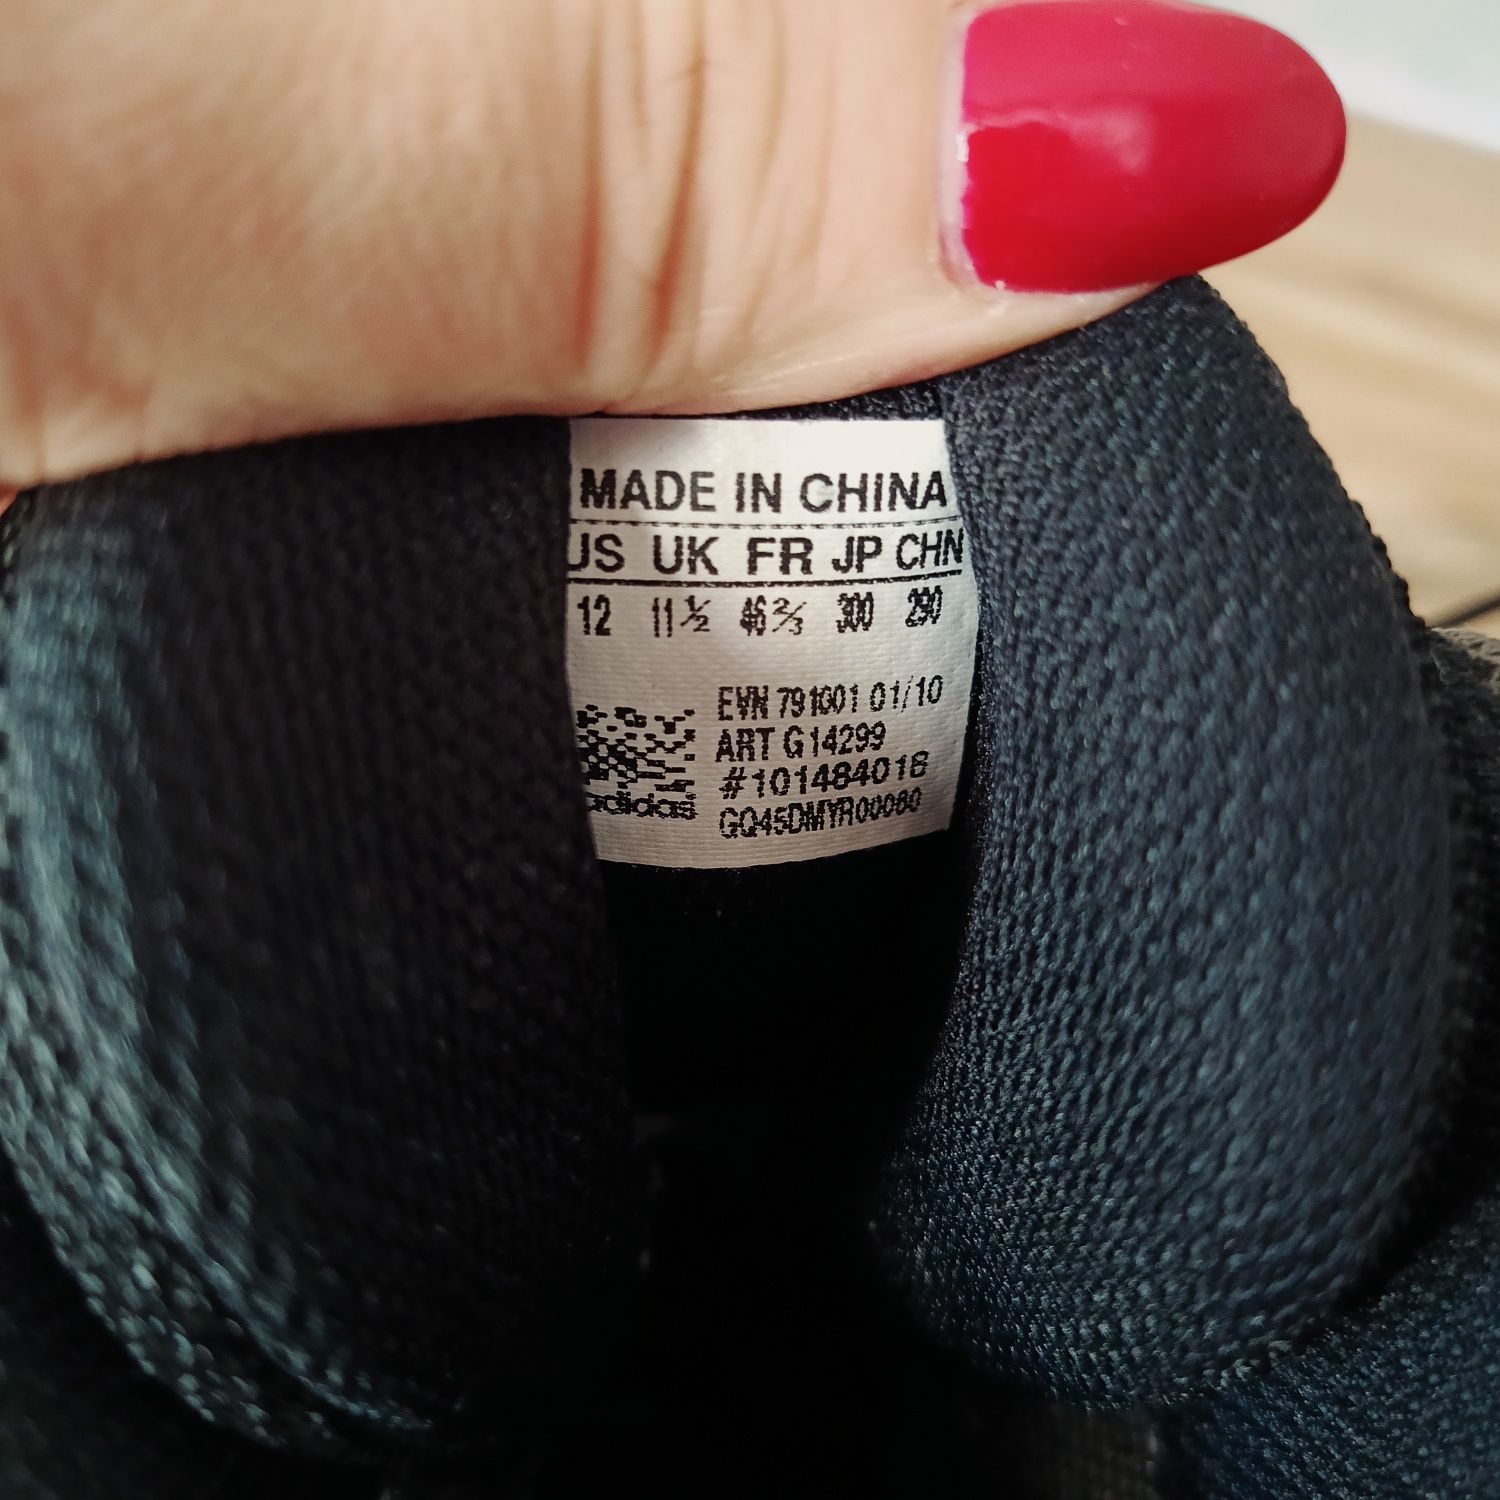 MADE IN CHINA
US UK FR JP CHN
12 11½ 46⅔ 300 290
EVN 791001 01/10
ART G14299
#101484018
GQ45DMYR00060
adidas